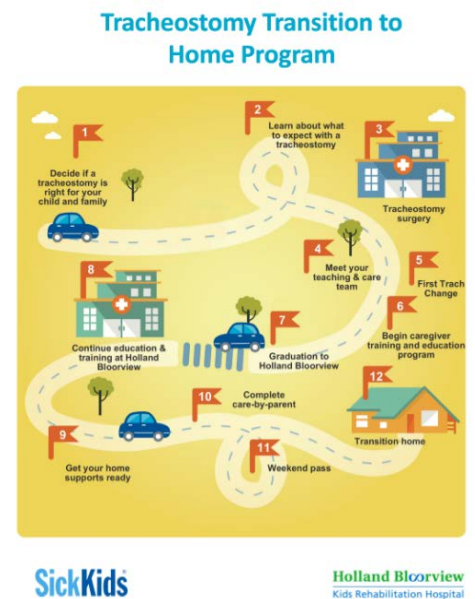 Tracheostomy Transition to
Home Program
1
Decide if a
tracheostomy is
right for your
child and family
2
Learn about what
to expect with a
tracheostomy
3
Tracheostomy
surgery
4
Meet your
teaching & care
team
5
First Trach
Change
6
Begin caregiver
training and education
program
7
Graduation to
Holland Bloorview
8
Continue education &
training at Holland
Bloorview
9
Get your home
supports ready
10
Complete
care-by-parent
11
Weekend pass
12
Transition home
SickKids
Holland Bloorview
Kids Rehabilitation Hospital